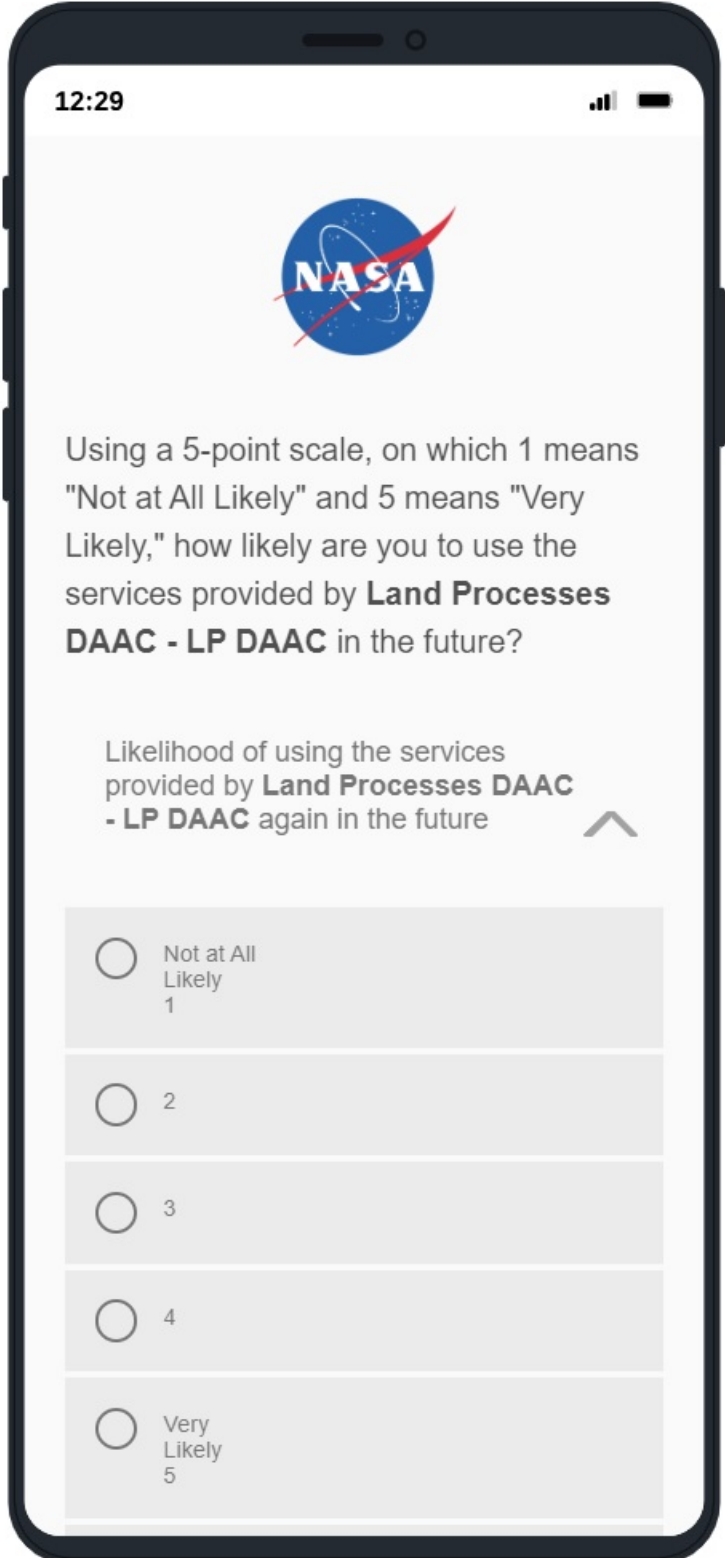 12:29
NASA
Using a 5-point scale, on which 1 means
"Not at All Likely" and 5 means "Very
Likely," how likely are you to use the
services provided by Land Processes
DAAC - LP DAAC in the future?
Likelihood of using the services
provided by Land Processes DAAC
- LP DAAC again in the future
Not at All
Likely
1
2
3
4
Very
Likely
5